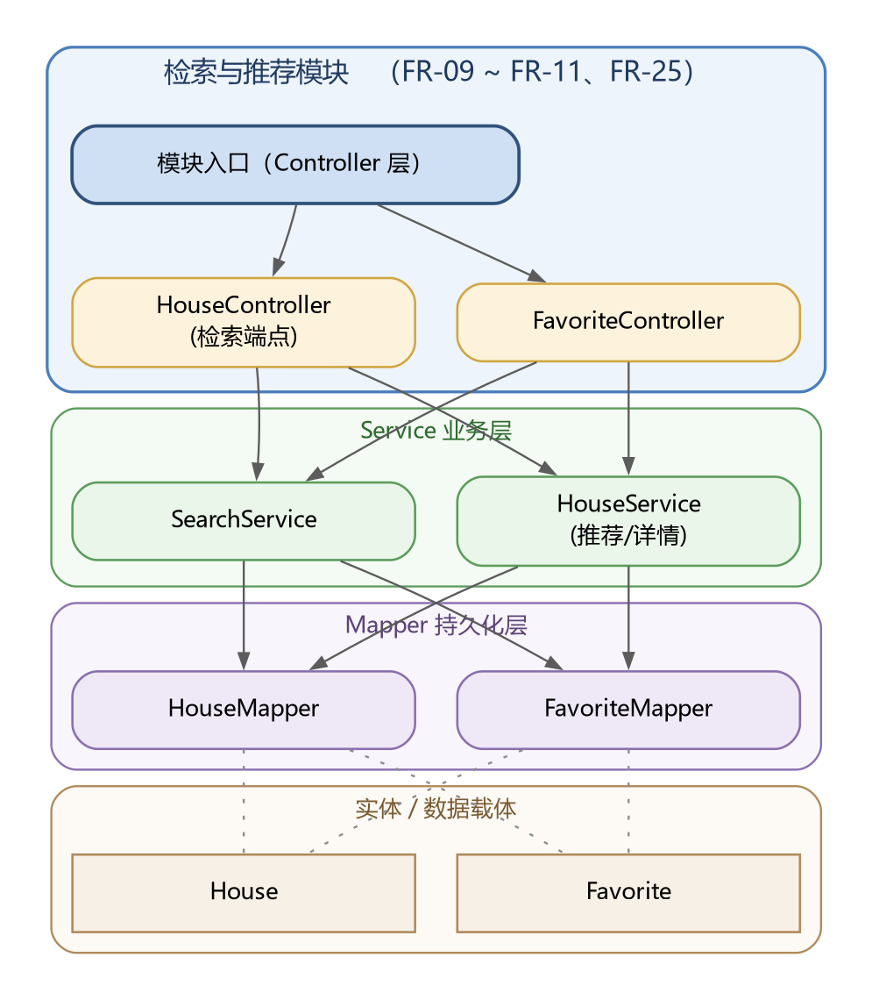 检索与推荐模块 （FR-09 ~ FR-11、FR-25）
模块入口（Controller 层）
HouseController
(检索端点)
FavoriteController
Service 业务层
SearchService
HouseService
(推荐/详情)
Mapper 持久化层
HouseMapper
FavoriteMapper
实体 / 数据载体
House
Favorite